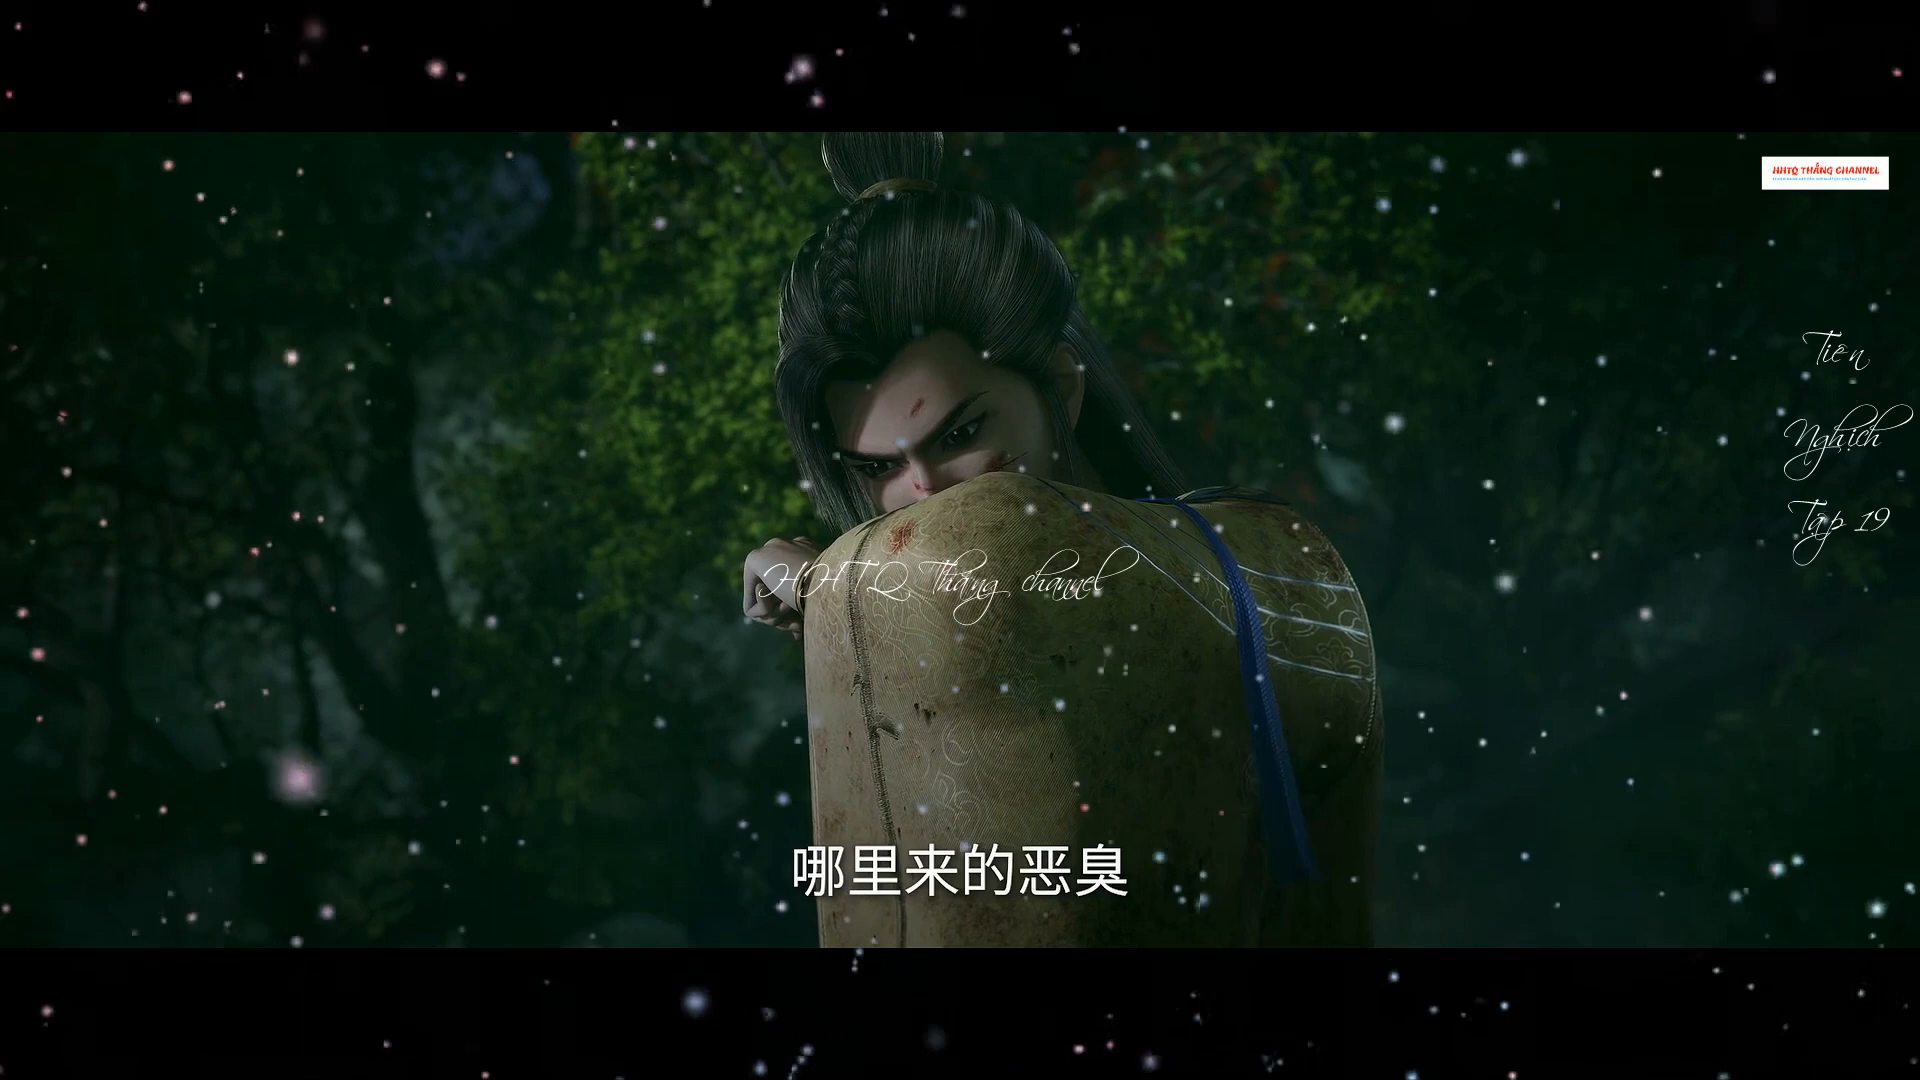 HHTQ THẮNG CHANNEL
Tiên
Nghịch
Tập 19
HHTQ Thắng channel
哪里来的恶臭